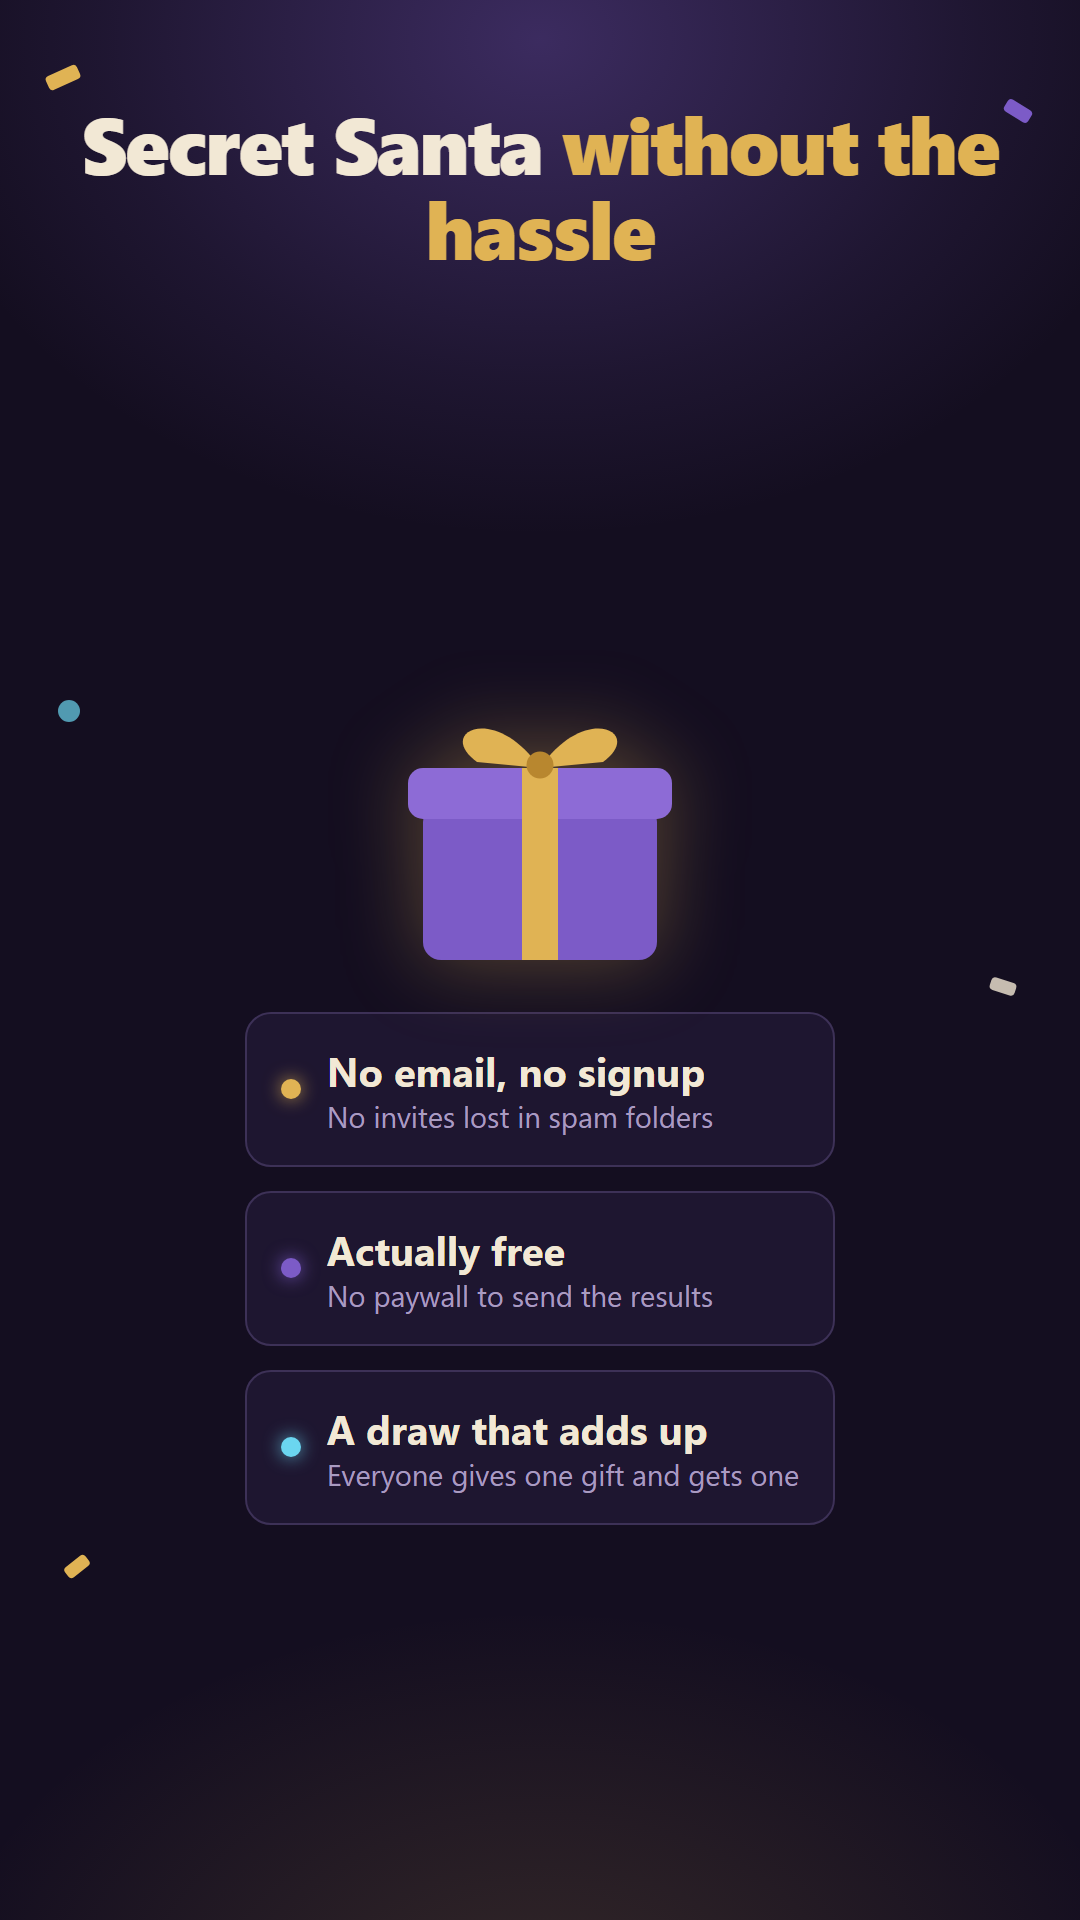 Secret Santa without the
hassle
No email, no signup
No invites lost in spam folders
Actually free
No paywall to send the results
A draw that adds up
Everyone gives one gift and gets one